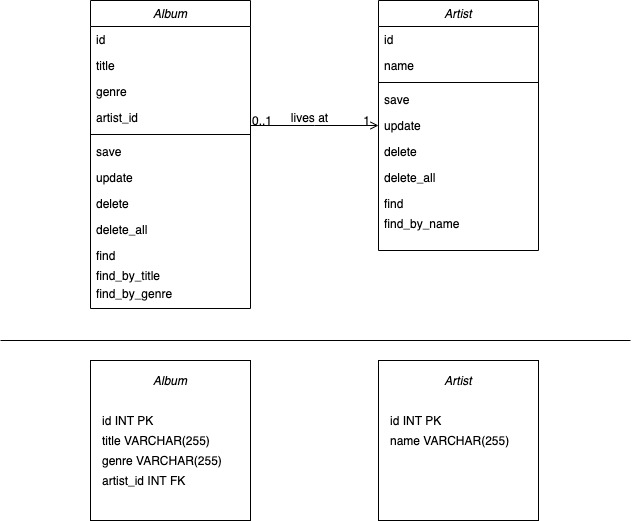 Album
id
title
genre
artist_id
save
update
delete
delete_all
find
find_by_title
find_by_genre
0..1
lives at
1
Artist
id
name
save
update
delete
delete_all
find
find_by_name
Album
id INT PK
title VARCHAR(255)
genre VARCHAR(255)
artist_id INT FK
Artist
id INT PK
name VARCHAR(255)